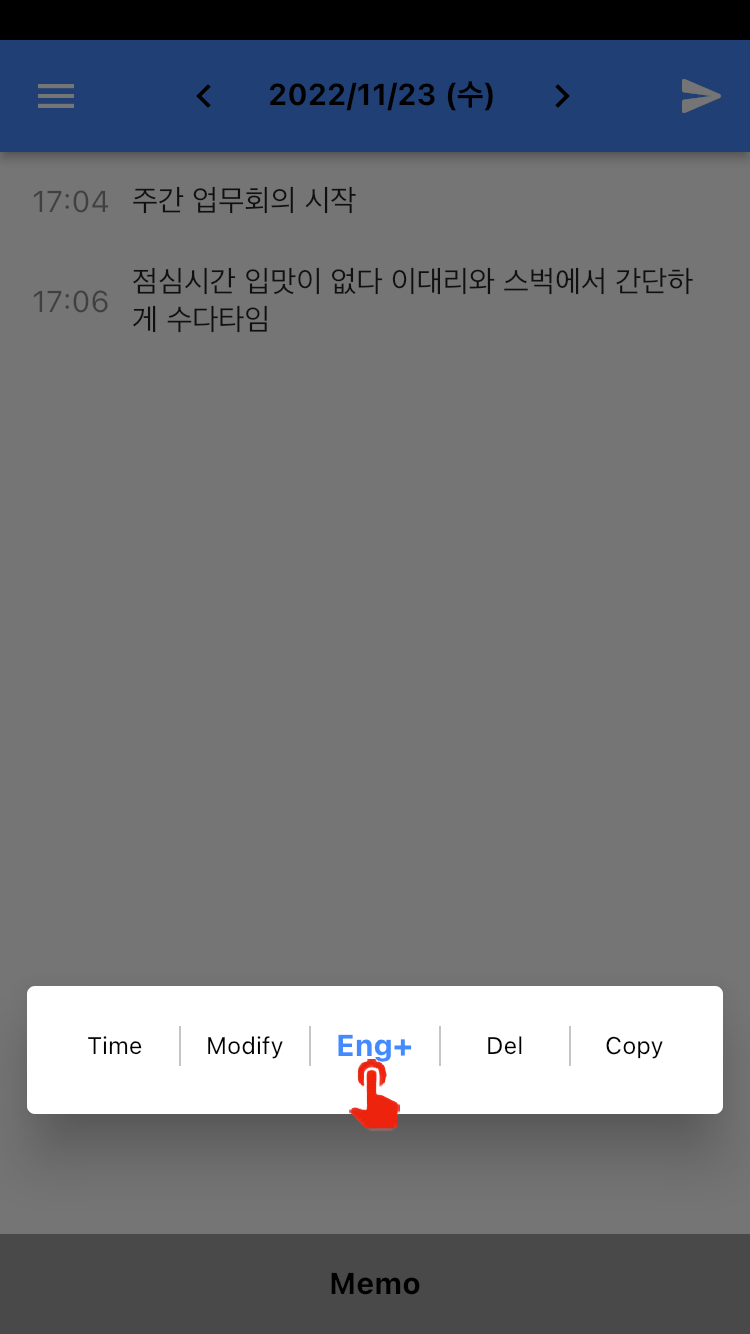 2022/11/23 (수)
17:04 주간 업무회의 시작
17:06 점심시간 입맛이 없다 이대리와 스벅에서 간단하
게 수다타임
Time Modify Eng+ Del Copy
Memo